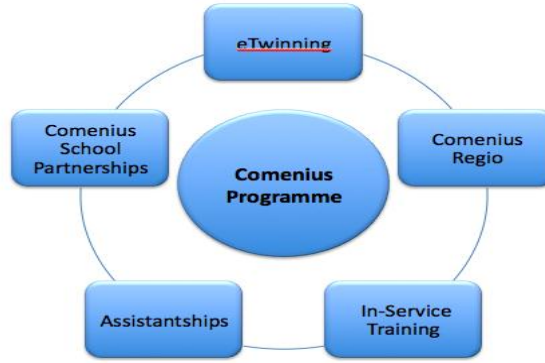 eTwinning
Comenius
School
Partnerships
Comenius
Regio
Comenius
Programme
Assistantships
In-Service
Training